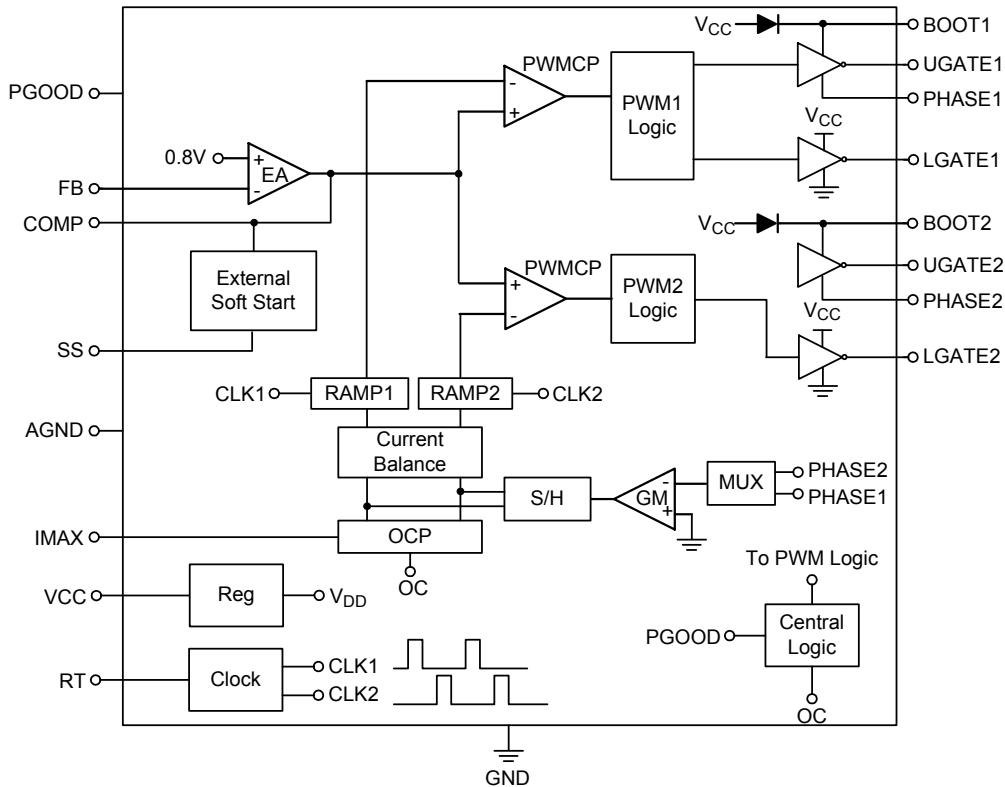 VCC
BOOT1
PWMCP
UGATE1
PGOOD
-
+
PWM1
Logic
PHASE1
VCC
0.8V
+
EA
-
LGATE1
FB
COMP
VCC
BOOT2
External
Soft Start
PWMCP
+
-
PWM2
Logic
UGATE2
PHASE2
VCC
SS
LGATE2
CLK1
RAMP1
RAMP2
CLK2
AGND
Current
Balance
S/H
-
GM
+
MUX
PHASE2
PHASE1
IMAX
OCP
OC
To PWM Logic
VCC
Reg
VDD
PGOOD
Central
Logic
RT
Clock
CLK1
CLK2
OC
GND